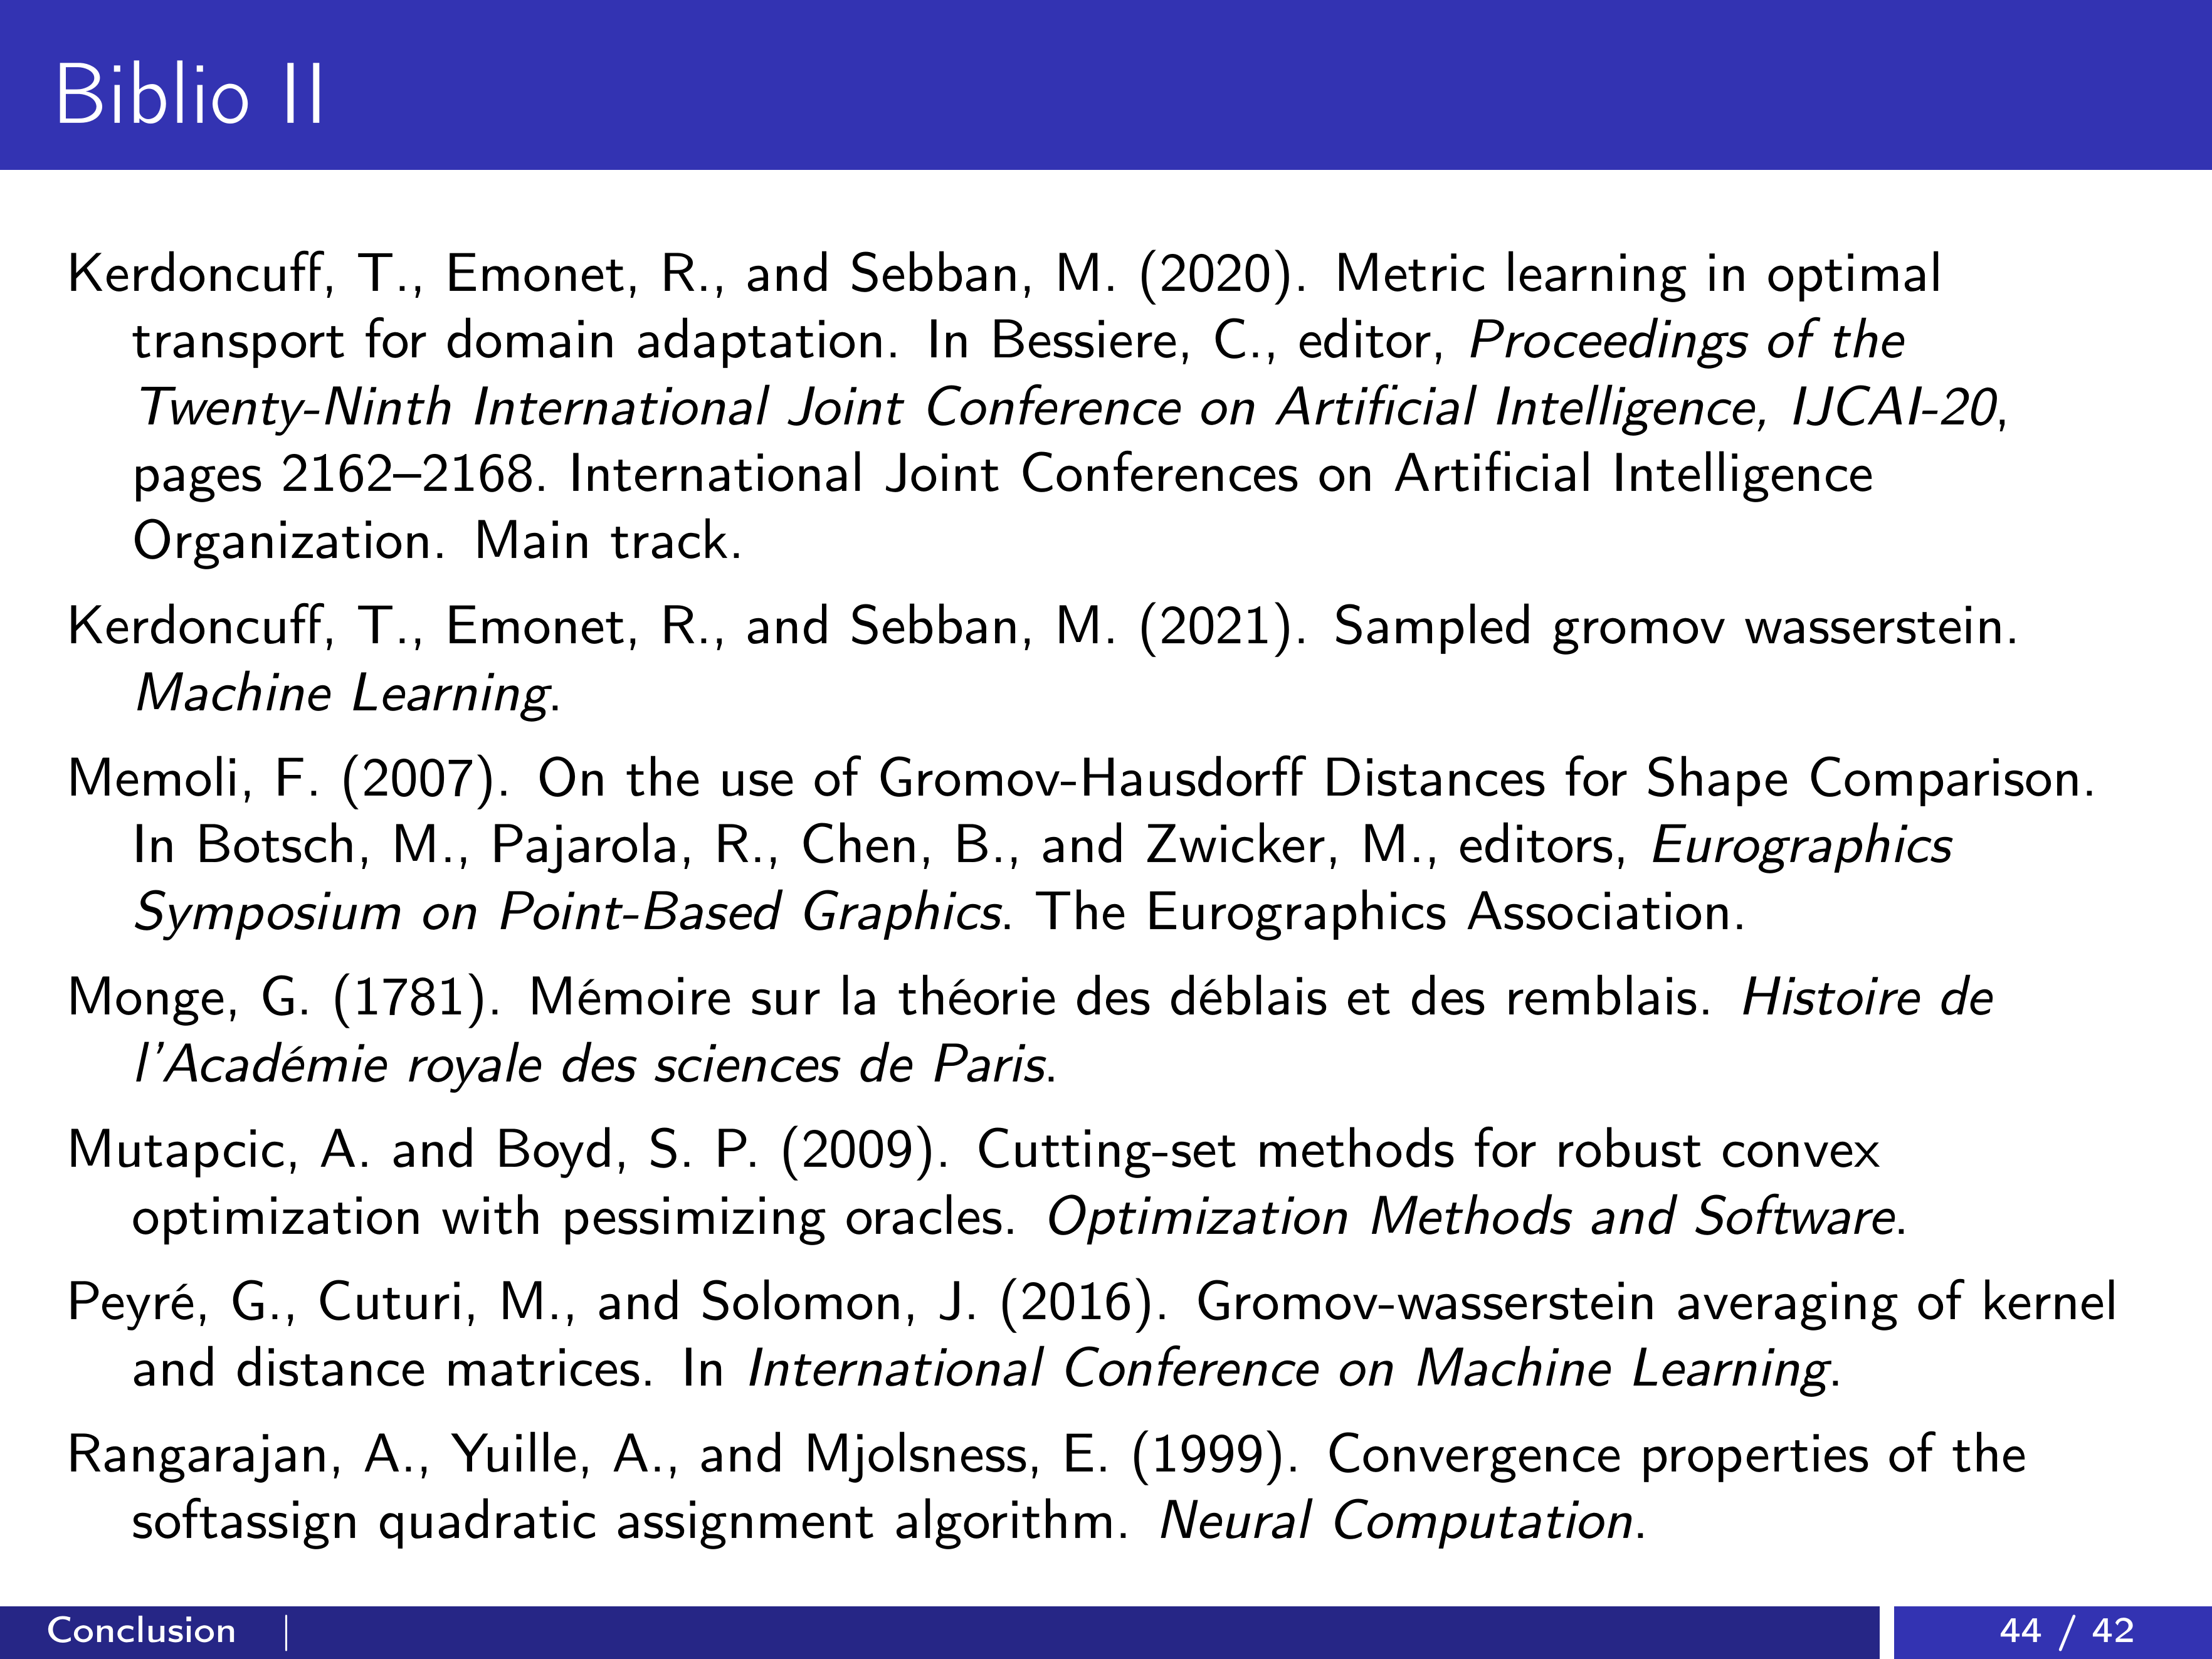 Biblio II
Kerdoncuff, T., Emonet, R., and Sebban, M. (2020). Metric learning in optimal
transport for domain adaptation. In Bessiere, C., editor, Proceedings of the
Twenty-Ninth International Joint Conference on Artificial Intelligence, IJCAI-20,
pages 2162–2168. International Joint Conferences on Artificial Intelligence
Organization. Main track.
Kerdoncuff, T., Emonet, R., and Sebban, M. (2021). Sampled gromov wasserstein.
Machine Learning.
Memoli, F. (2007). On the use of Gromov-Hausdorff Distances for Shape Comparison.
In Botsch, M., Pajarola, R., Chen, B., and Zwicker, M., editors, Eurographics
Symposium on Point-Based Graphics. The Eurographics Association.
Monge, G. (1781). Mémoire sur la théorie des déblais et des remblais. Histoire de
l'Académie royale des sciences de Paris.
Mutapcic, A. and Boyd, S. P. (2009). Cutting-set methods for robust convex
optimization with pessimizing oracles. Optimization Methods and Software.
Peyré, G., Cuturi, M., and Solomon, J. (2016). Gromov-wasserstein averaging of kernel
and distance matrices. In International Conference on Machine Learning.
Rangarajan, A., Yuille, A., and Mjolsness, E. (1999). Convergence properties of the
softassign quadratic assignment algorithm. Neural Computation.
Conclusion |
44 / 42